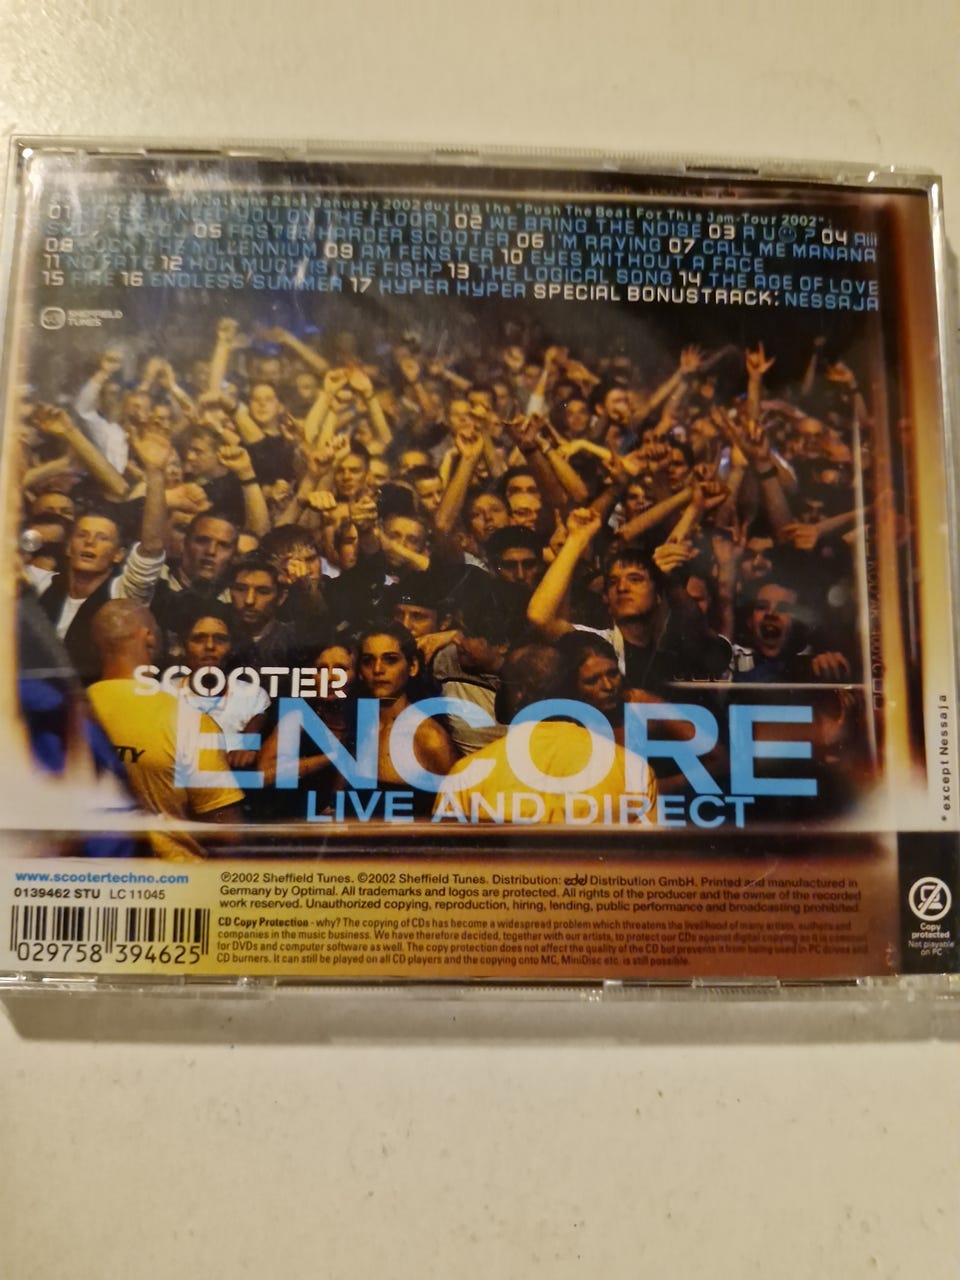 Cologne 21st January 2002 during the "Push The Beat For This Jam-Tour 2002":
01 I NEED YOU ON THE FLOOR) 02 WE BRING THE NOISE 03 R U ? 04 Aiii
05 FASTER HARDER SCOOTER 06 I'M RAVING 07 CALL ME MANANA
08 ROCK THE MILLENNIUM 09 AM FENSTER 10 EYES WITHOUT A FACE
11 NO FATE 12 HOW MUCH IS THE FISH? 13 THE LOGICAL SONG 14 THE AGE OF LOVE
15 FIRE 16 ENDLESS SUMMER 17 HYPER HYPER SPECIAL BONUSTRACK: NESSAJA
SHEFFIELD
TUNES
SCOOTER
ENCORE
LIVE AND DIRECT
* except Nessaja
www.scootertechno.com
0139462 STU LC 11045
029758 394625
℗2002 Sheffield Tunes. ©2002 Sheffield Tunes. Distribution: edel Distribution GmbH. Printed and manufactured in
Germany by Optimal. All trademarks and logos are protected. All rights of the producer and the owner of the recorded
work reserved. Unauthorized copying, reproduction, hiring, lending, public performance and broadcasting prohibited.
CD Copy Protection - why? The copying of CDs has become a widespread problem which threatens the livelihood of many artists, authors and
companies in the music business. We have therefore decided, together with our artists, to protect our CDs against digital copying as it is common
for DVDs and computer software as well. The copy protection does not affect the quality of the CD but prevents it from being used in PC driven
CD burners. It can still be played on all CD players and the copying onto MC, MiniDisc etc. is still possible.
Copy
protected
Not playable
on PC